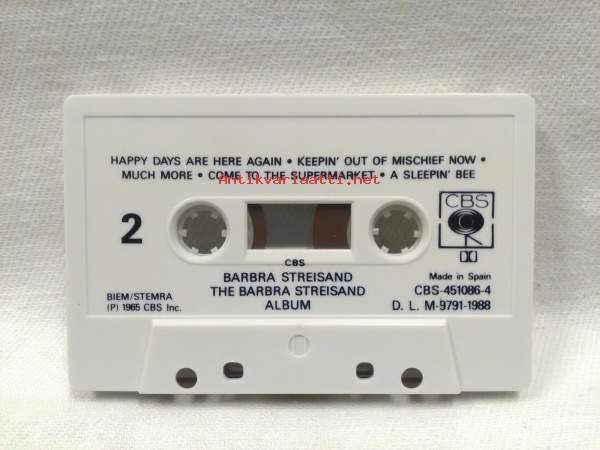 HAPPY DAYS ARE HERE AGAIN • KEEPIN' OUT OF MISCHIEF NOW •
MUCH MORE • COME TO THE SUPERMARKET • A SLEEPIN' BEE
Antikvariaatti.net
2
CBS
CBS
BARBRA STREISAND
THE BARBRA STREISAND
ALBUM
BIEM/STEMRA
(P) 1965 CBS Inc.
Made in Spain
CBS-451086-4
D. L. M-9791-1988